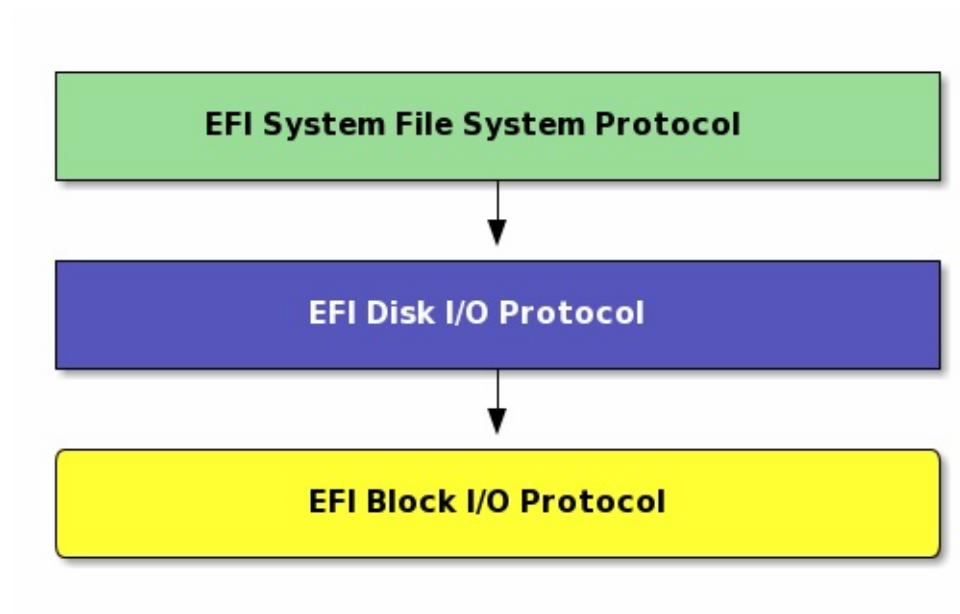 EFI System File System Protocol
EFI Disk I/O Protocol
EFI Block I/O Protocol